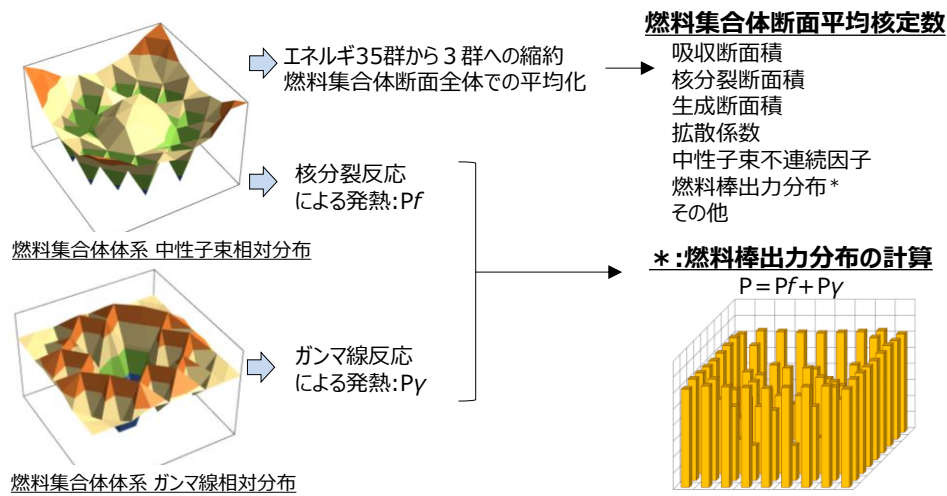 エネルギ35群から3群への縮約
燃料集合体断面全体での平均化
核分裂反応
による発熱:Pf
燃料集合体体系 中性子束相対分布
ガンマ線反応
による発熱:Pγ
燃料集合体体系 ガンマ線相対分布
燃料集合体断面平均核定数
吸収断面積
核分裂断面積
生成断面積
拡散係数
中性子束不連続因子
燃料棒出力分布*
その他
*:燃料棒出力分布の計算
P=Pf+Pγ